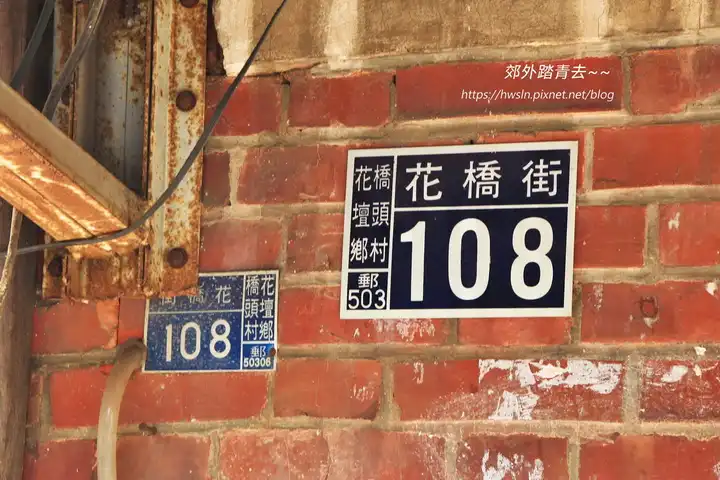 郊外踏青去~~
https://hwsln.pixnet.net/blog
花壇鄉
橋頭村
郵
503
花橋街
108
街橋花
108
花壇鄉
橋頭村
郵
50306